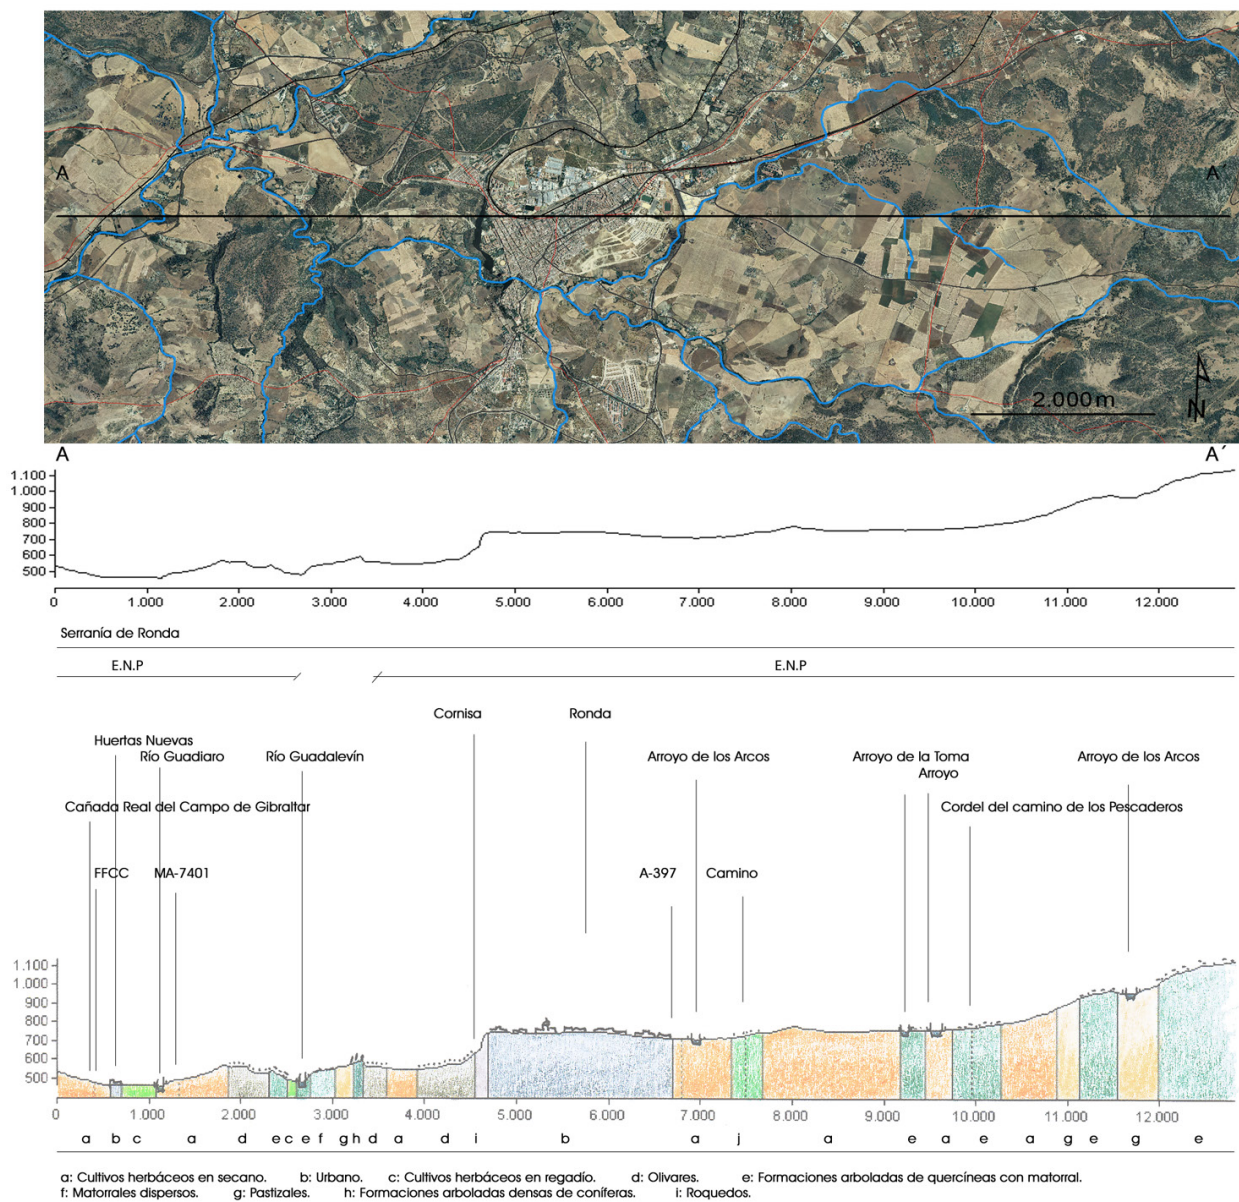 A
A
2.000 m
N
A
A´
1.100
1.000
900
800
700
600
500
0 1.000 2.000 3.000 4.000 5.000 6.000 7.000 8.000 9.000 10.000 11.000 12.000
Serranía de Ronda
E.N.P
E.N.P
Cornisa
Ronda
Huertas Nuevas
Río Guadiaro
Río Guadalevín
Arroyo de los Arcos
Arroyo de la Toma
Arroyo
Arroyo de los Arcos
Cañada Real del Campo de Gibraltar
Cordel del camino de los Pescaderos
FFCC
MA-7401
A-397
Camino
1.100
1.000
900
800
700
600
500
0 1.000 2.000 3.000 4.000 5.000 6.000 7.000 8.000 9.000 10.000 11.000 12.000
a b c a d e c e f g h d a d i b a j a e a e a g e g e
a: Cultivos herbáceos en secano. b: Urbano. c: Cultivos herbáceos en regadío. d: Olivares. e: Formaciones arboladas de quercíneas con matorral.
f: Matorrales dispersos. g: Pastizales. h: Formaciones arboladas densas de coníferas. i: Roquedos.